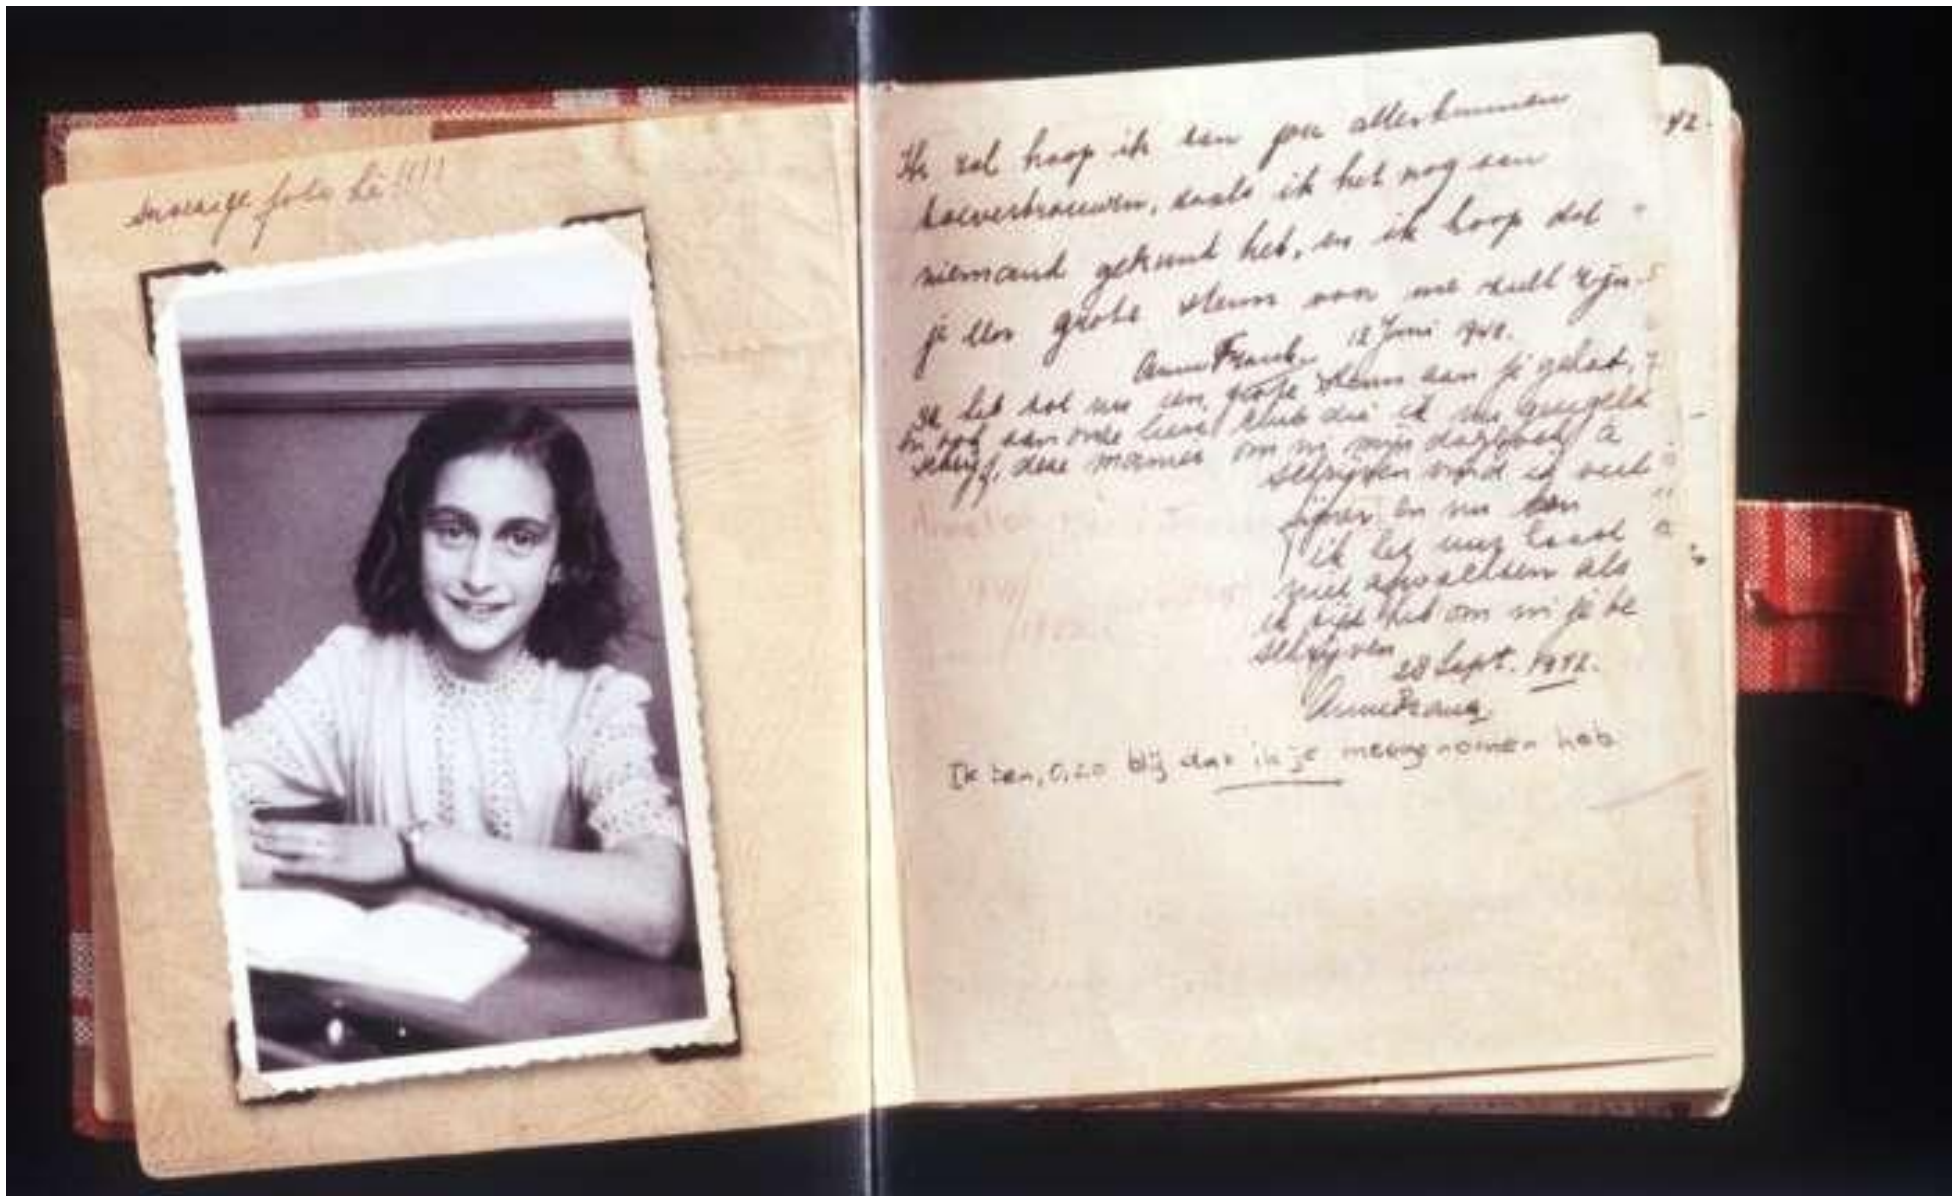 snoezige foto hè!!!!
Ik zal hoop ik aan jou alles kunnen
toevertrouwen, zoals ik het nog aan
niemand gekund heb, en ik hoop dat
je een grote steun van me zult zijn.
Anne Frank. 12 Juni 1942.
Ik heb tot nu een grote steun aan je gehad,
en ook aan onze lieve club die ik nu geregeld
schrijf, deze manier om in mijn dagboek te
schrijven vind ik veel
fijner en nu kan
ik het uur haast
niet afwachten als
ik tijd heb om in je te
schrijven
28 Sept. 1942.
Anne Frank
Ik ben, o, zo blij dat ik je meegenomen heb
42.